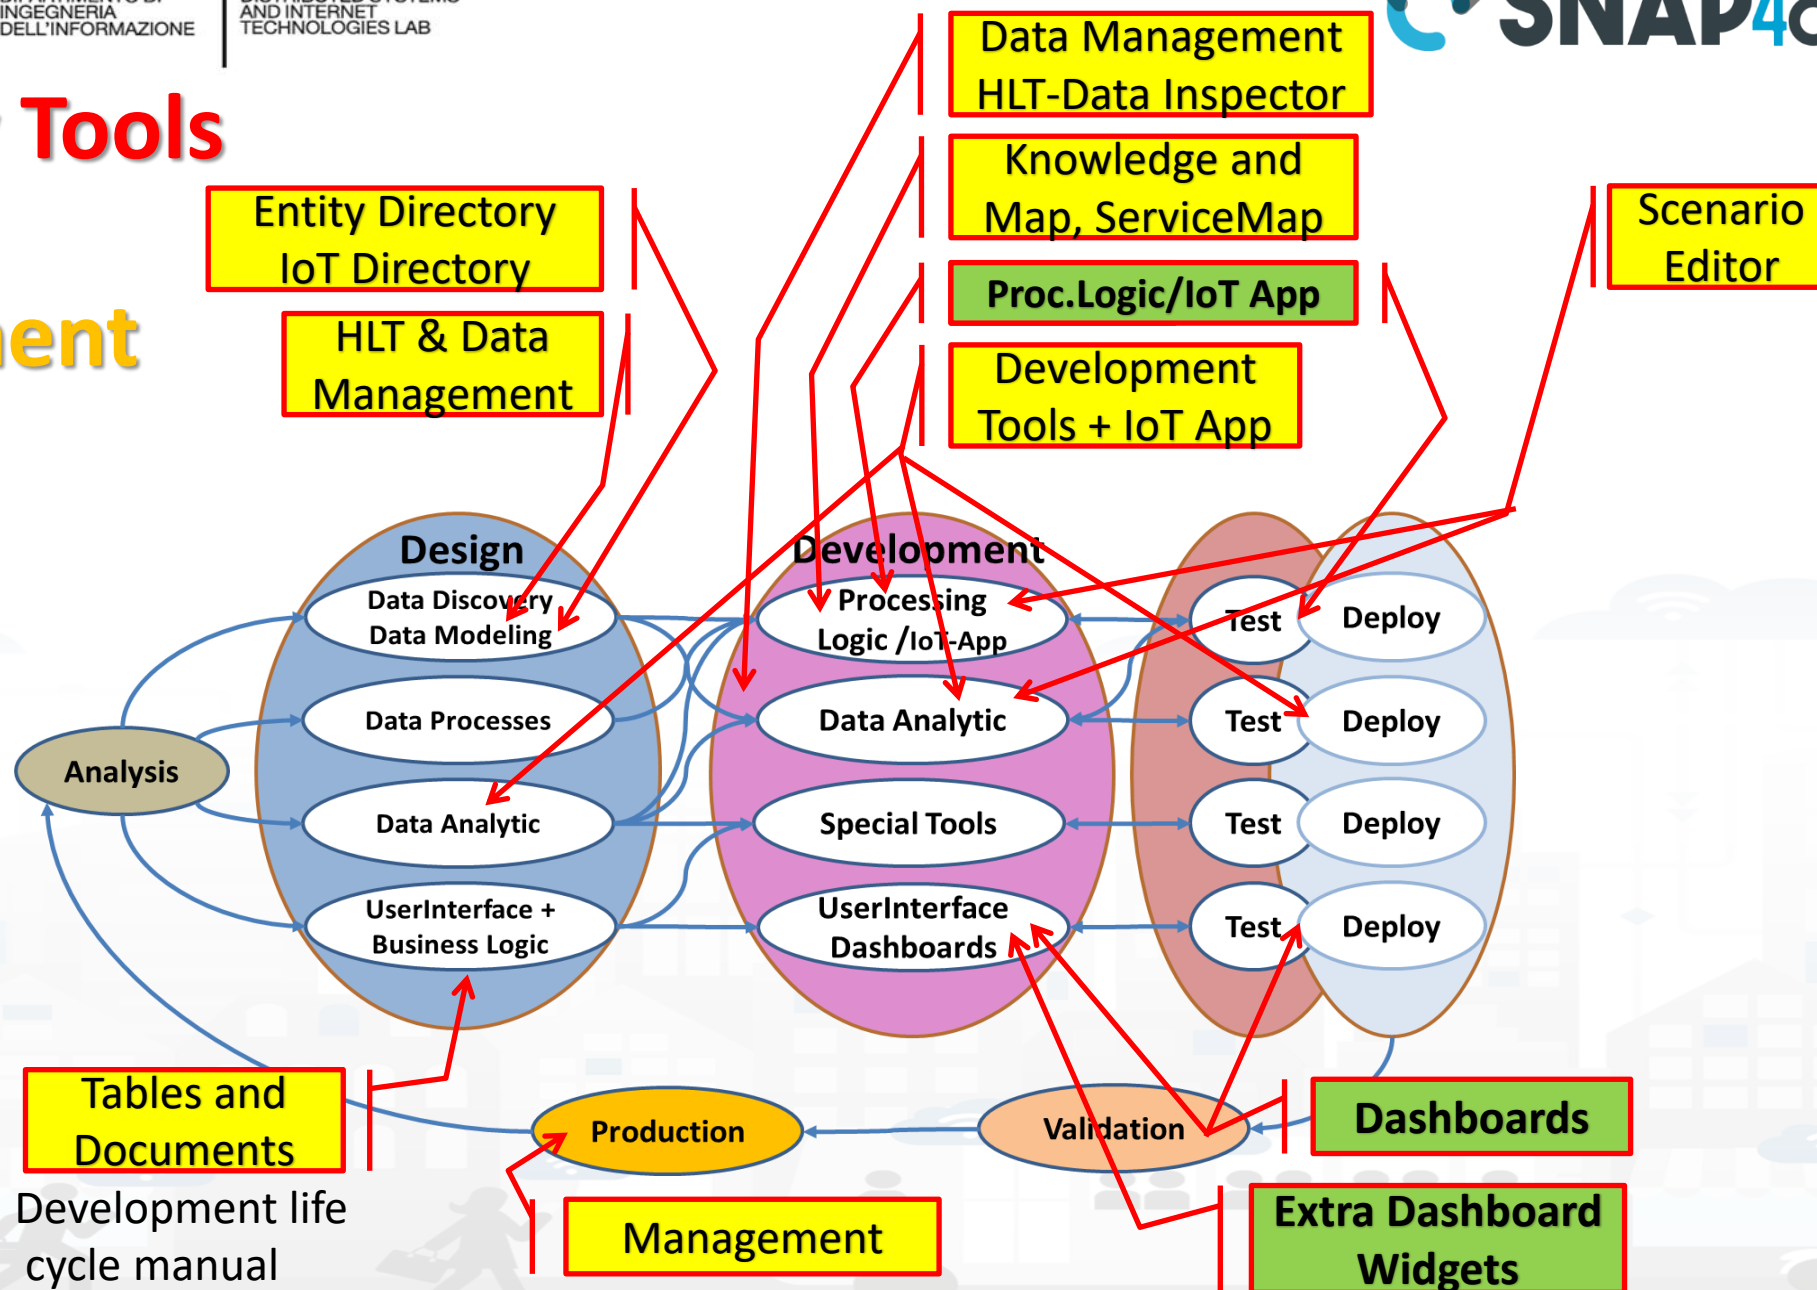 INGEGNERIA
DELL'INFORMAZIONE
AND INTERNET
TECHNOLOGIES LAB
SNAP4
Tools
Data Management
HLT-Data Inspector
Knowledge and
Map, ServiceMap
Entity Directory
IoT Directory
Scenario
Editor
Proc.Logic/IoT App
HLT & Data
Management
Development
Tools + IoT App
Design
Development
Data Discovery
Data Modeling
Processing
Logic /IoT-App
Test
Deploy
Data Processes
Data Analytic
Test
Deploy
Analysis
Data Analytic
Special Tools
Test
Deploy
UserInterface +
Business Logic
UserInterface
Dashboards
Test
Deploy
Tables and
Documents
Production
Validation
Dashboards
Development life
cycle manual
Management
Extra Dashboard
Widgets